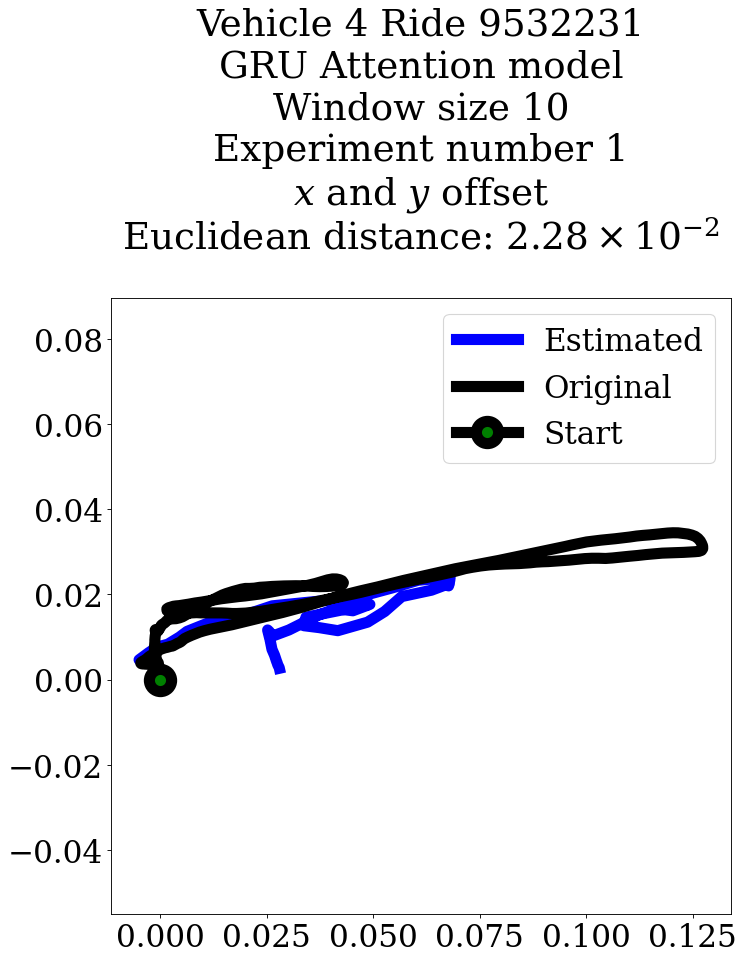 Vehicle 4 Ride 9532231
GRU Attention model
Window size 10
Experiment number 1
x and y offset
Euclidean distance: 2.28 × 10⁻²
Estimated
Original
Start
0.08
0.06
0.04
0.02
0.00
−0.02
−0.04
0.000 0.025 0.050 0.075 0.100 0.125